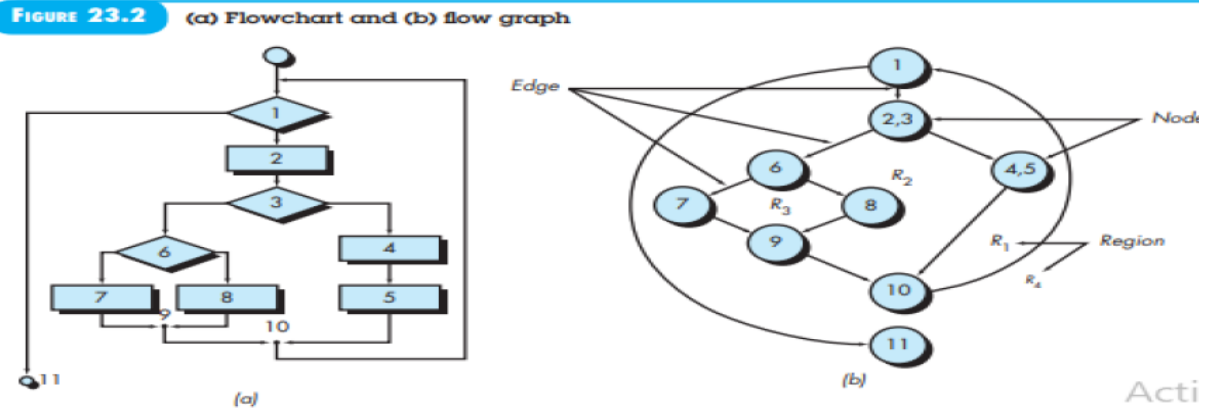 FIGURE 23.2 (a) Flowchart and (b) flow graph
1
2
3
6
4
7
8
5
9
10
11
(a)
Edge
1
2,3
Node
6
4,5
R2
7
R3
8
9
R1
Region
R4
10
11
(b)
Acti